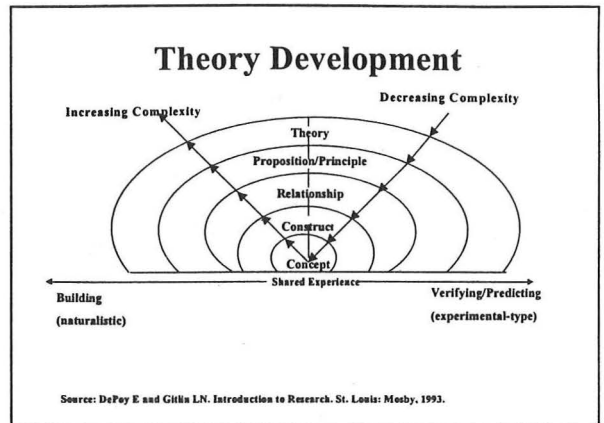 Theory Development
Increasing Complexity
Decreasing Complexity
Theory
Proposition/Principle
Relationship
Construct
Concept
Shared Experience
Building
(naturalistic)
Verifying/Predicting
(experimental-type)
Source: DePoy E and Gitlin LN. Introduction to Research. St. Louis: Mosby, 1993.